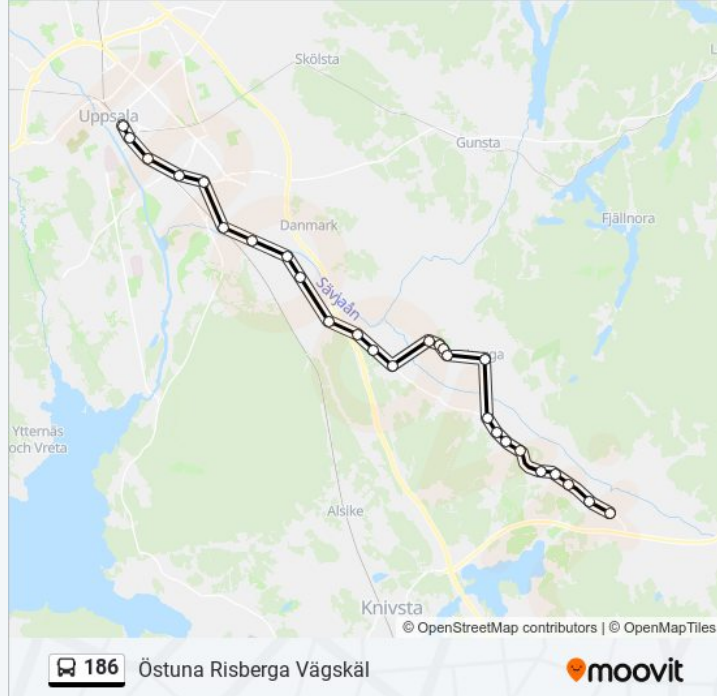 Skölsta
Uppsala
Gunsta
Fjällnora
Danmark
Sävjaån
ga
Ytternäs
och Vreta
Alsike
Knivsta
© OpenStreetMap contributors | © OpenMapTiles
186 Östuna Risberga Vägskäl
moovit